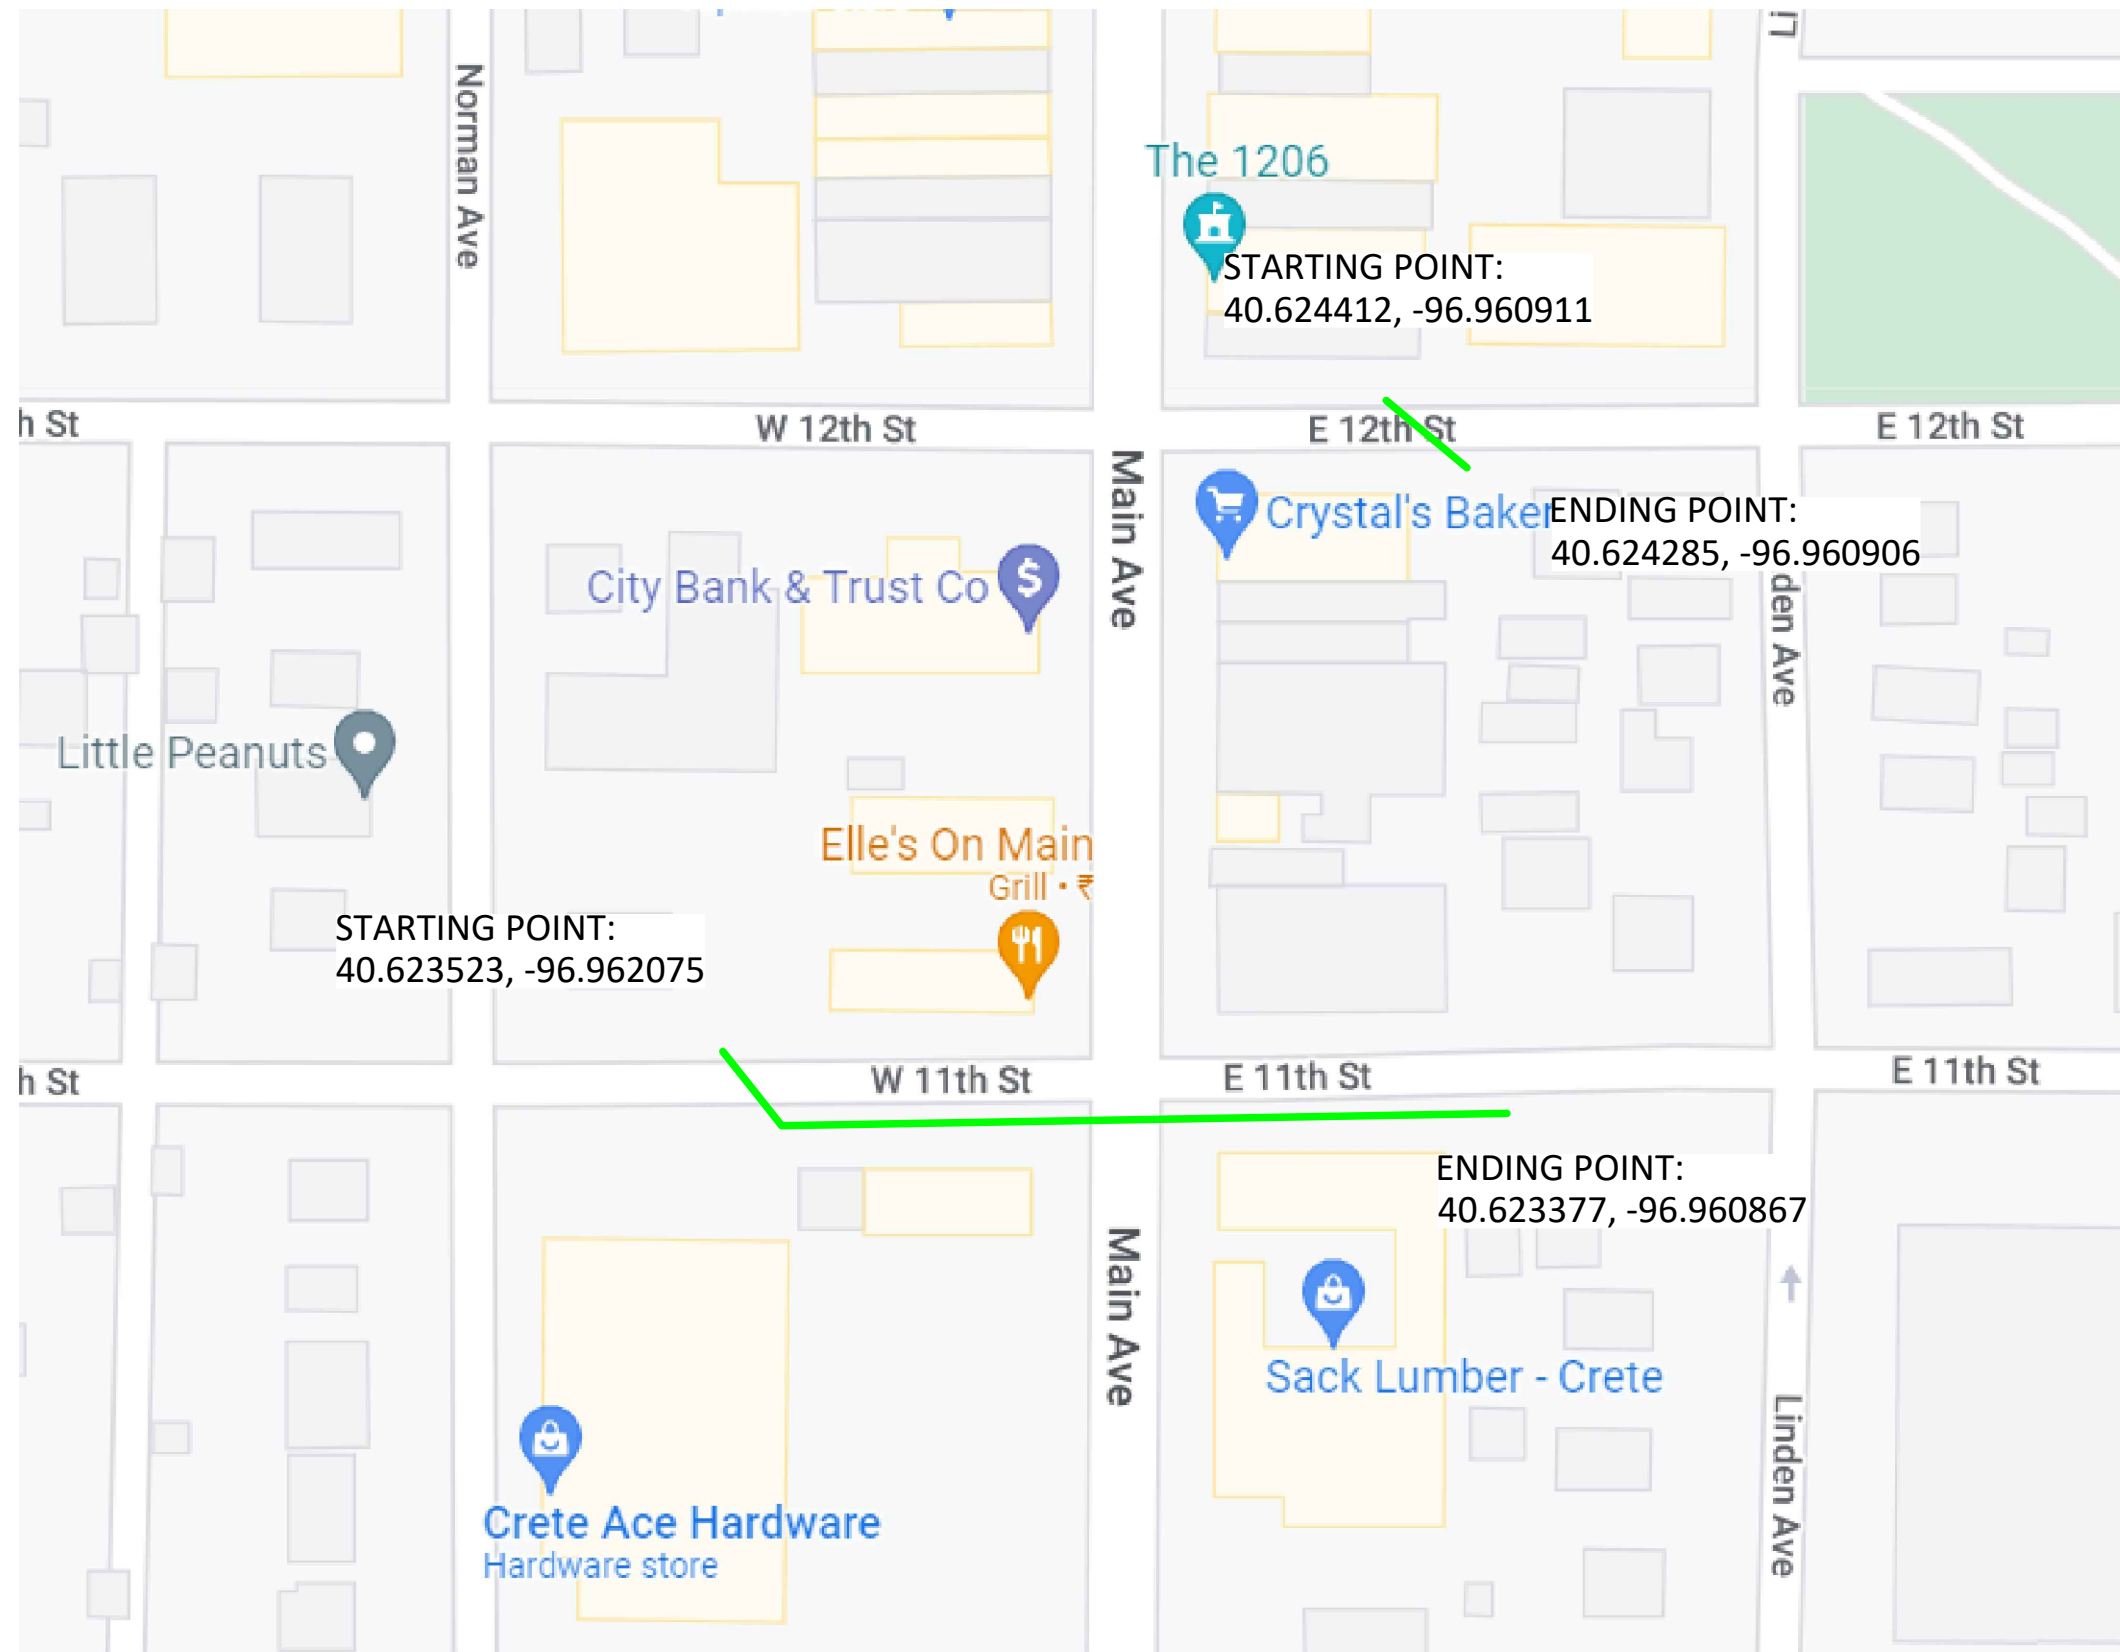 Norman Ave
The 1206
STARTING POINT:
40.624412, -96.960911
h St
W 12th St
E 12th St
E 12th St
Main Ave
Crystal's Baker
ENDING POINT:
40.624285, -96.960906
City Bank & Trust Co
$
den Ave
Little Peanuts
Elle's On Main
Grill · ₹
STARTING POINT:
40.623523, -96.962075
h St
W 11th St
E 11th St
E 11th St
ENDING POINT:
40.623377, -96.960867
Main Ave
Sack Lumber - Crete
Linden Ave
Crete Ace Hardware
Hardware store